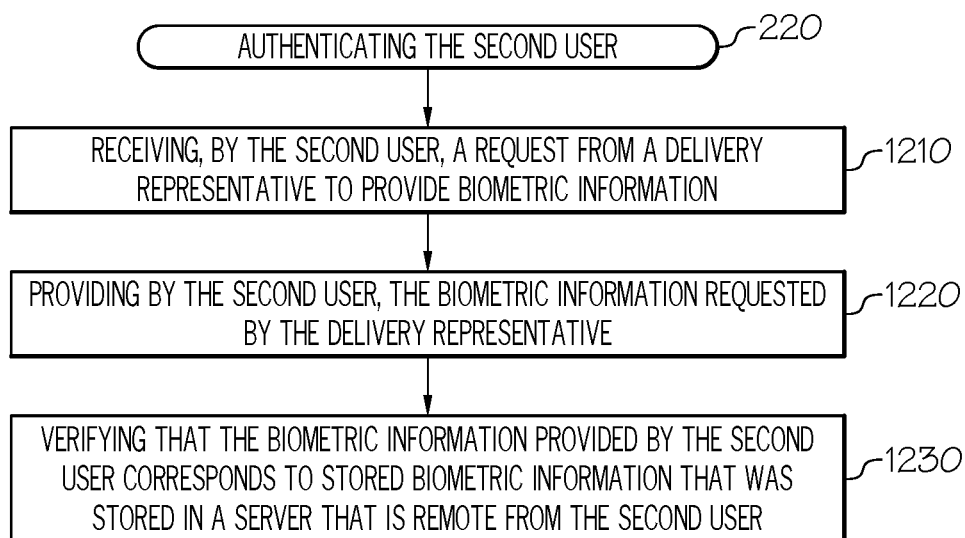 AUTHENTICATING THE SECOND USER
220
RECEIVING, BY THE SECOND USER, A REQUEST FROM A DELIVERY
REPRESENTATIVE TO PROVIDE BIOMETRIC INFORMATION
1210
PROVIDING BY THE SECOND USER, THE BIOMETRIC INFORMATION REQUESTED
BY THE DELIVERY REPRESENTATIVE
1220
VERIFYING THAT THE BIOMETRIC INFORMATION PROVIDED BY THE SECOND
USER CORRESPONDS TO STORED BIOMETRIC INFORMATION THAT WAS
STORED IN A SERVER THAT IS REMOTE FROM THE SECOND USER
1230